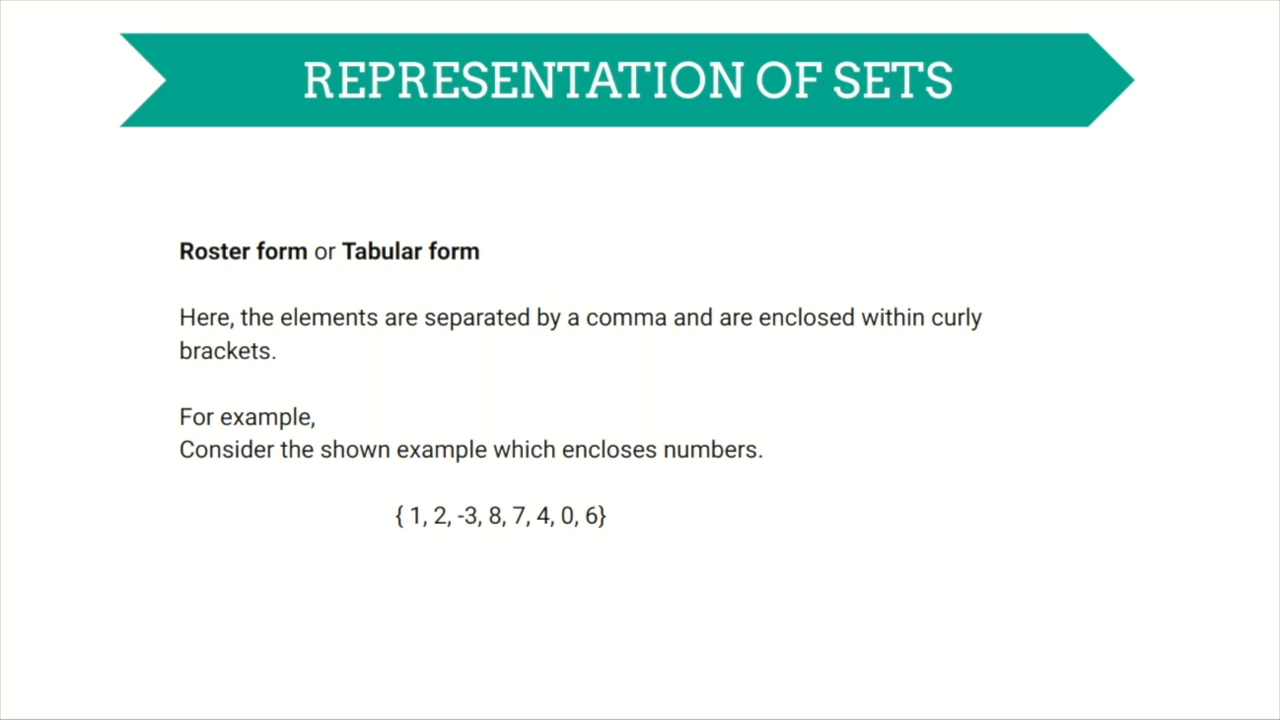 REPRESENTATION OF SETS
Roster form or Tabular form
Here, the elements are separated by a comma and are enclosed within curly
brackets.
For example,
Consider the shown example which encloses numbers.
{ 1, 2, -3, 8, 7, 4, 0, 6}